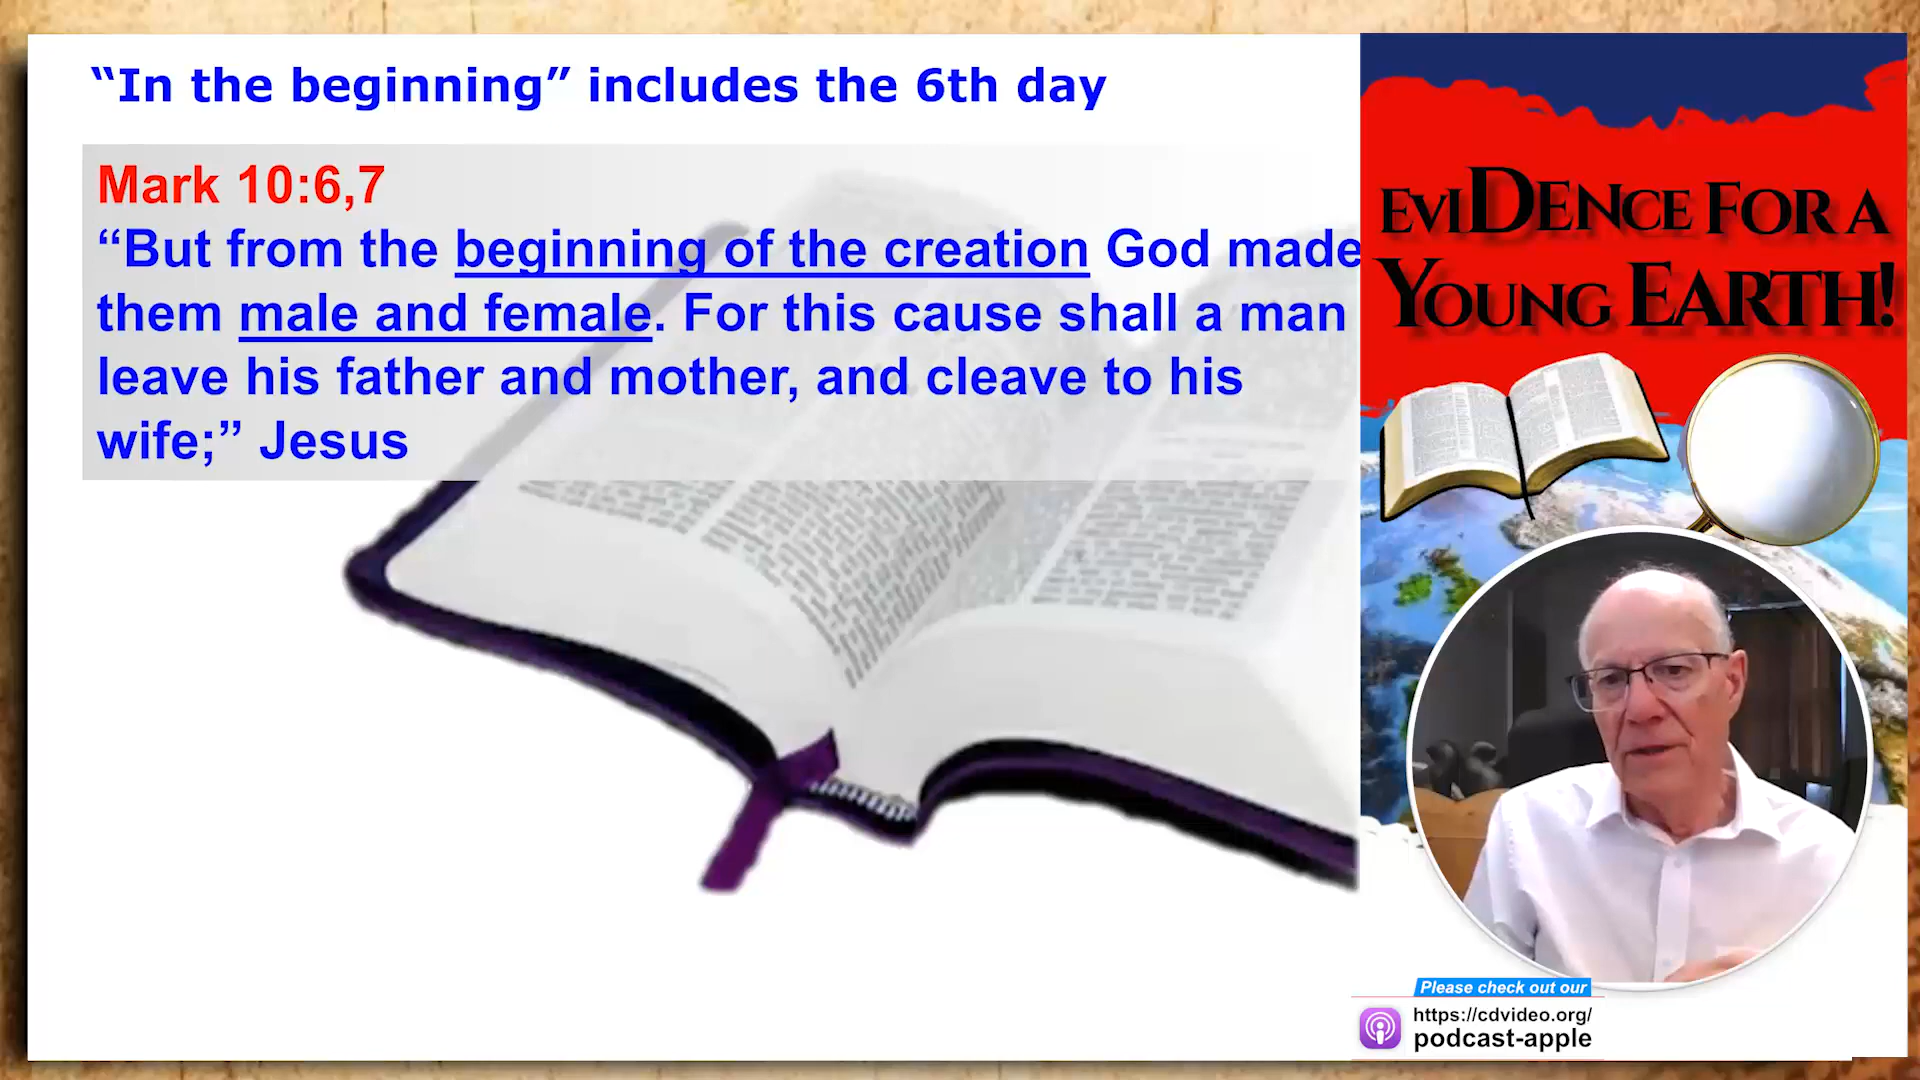 “In the beginning” includes the 6th day
Mark 10:6,7
“But from the beginning of the creation God made
them male and female. For this cause shall a man
leave his father and mother, and cleave to his
wife;” Jesus
EviDence For a
Young Earth!
Please check out our
https://cdvideo.org/
podcast-apple